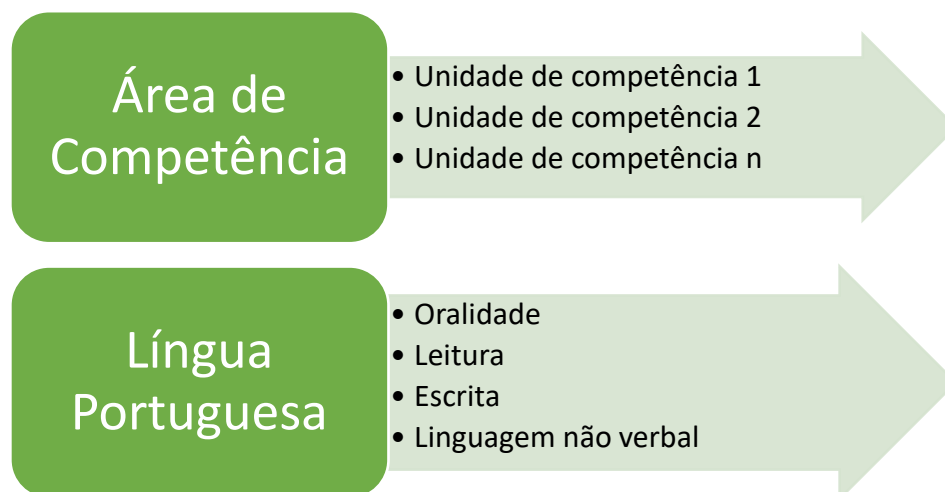 Área de
Competência
• Unidade de competência 1
• Unidade de competência 2
• Unidade de competência n
Língua
Portuguesa
• Oralidade
• Leitura
• Escrita
• Linguagem não verbal